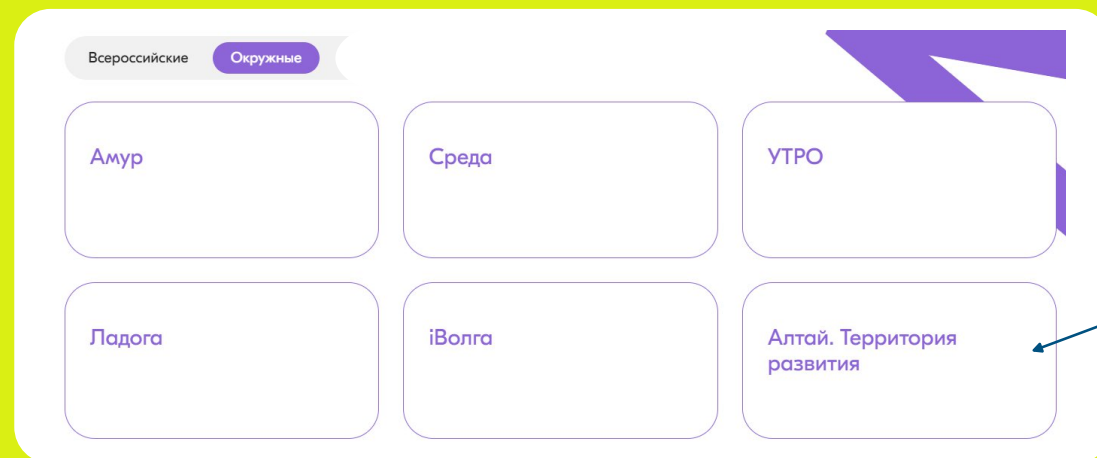 Всероссийские Окружные
Амур Среда УТРО
Ладога iВолга Алтай. Территория
развития